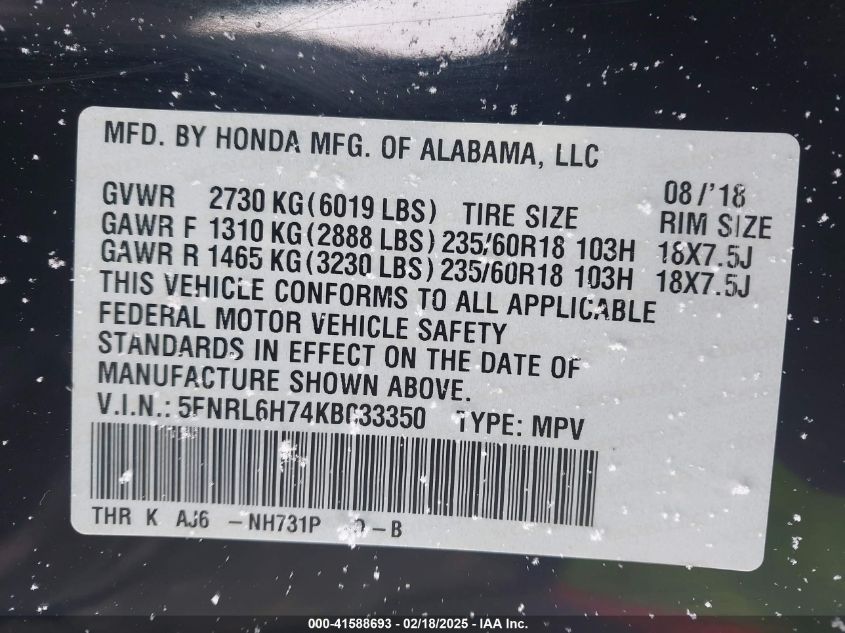 MFD. BY HONDA MFG. OF ALABAMA, LLC
08/'18
GVWR 2730 KG(6019 LBS) TIRE SIZE RIM SIZE
GAWR F 1310 KG(2888 LBS) 235/60R18 103H 18X7.5J
GAWR R 1465 KG(3230 LBS) 235/60R18 103H 18X7.5J
THIS VEHICLE CONFORMS TO ALL APPLICABLE
FEDERAL MOTOR VEHICLE SAFETY
STANDARDS IN EFFECT ON THE DATE OF
MANUFACTURE SHOWN ABOVE.
V.I.N.: 5FNRL6H74KB033350 TYPE: MPV
THR K AJ6 -NH731P -B
000-41588693 - 02/18/2025 - IAA Inc.